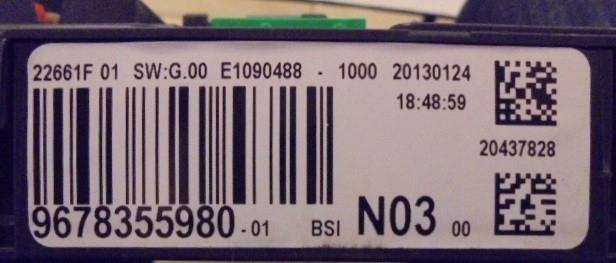 22661F 01 SW:G.00 E1090488 - 1000 20130124
18:48:59
20437828
9678355980 -01 BSI N03 00